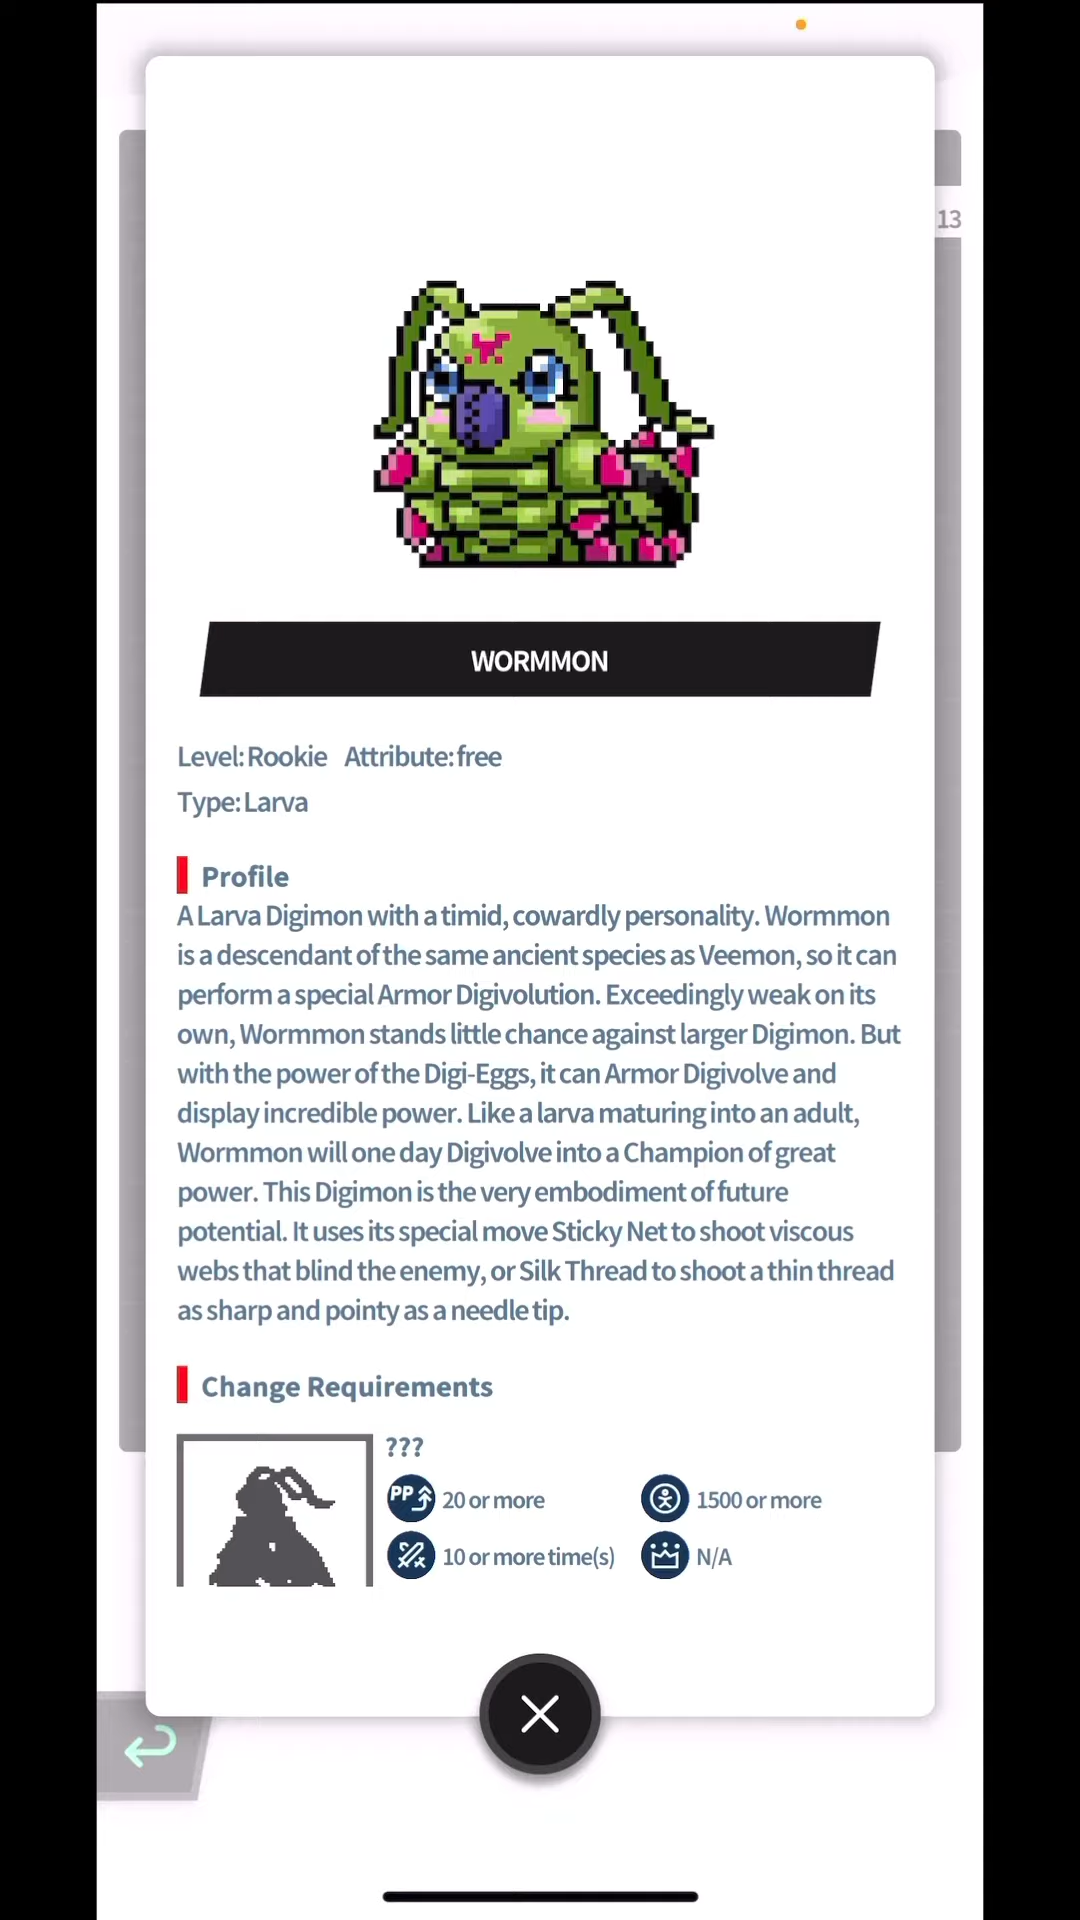 13
WORMMON
Level:Rookie Attribute:free
Type:Larva
Profile
A Larva Digimon with a timid, cowardly personality. Wormmon
is a descendant of the same ancient species as Veemon, so it can
perform a special Armor Digivolution. Exceedingly weak on its
own, Wormmon stands little chance against larger Digimon. But
with the power of the Digi-Eggs, it can Armor Digivolve and
display incredible power. Like a larva maturing into an adult,
Wormmon will one day Digivolve into a Champion of great
power. This Digimon is the very embodiment of future
potential. It uses its special move Sticky Net to shoot viscous
webs that blind the enemy, or Silk Thread to shoot a thin thread
as sharp and pointy as a needle tip.
Change Requirements
???
PP 20 or more 1500 or more
10 or more time(s) N/A